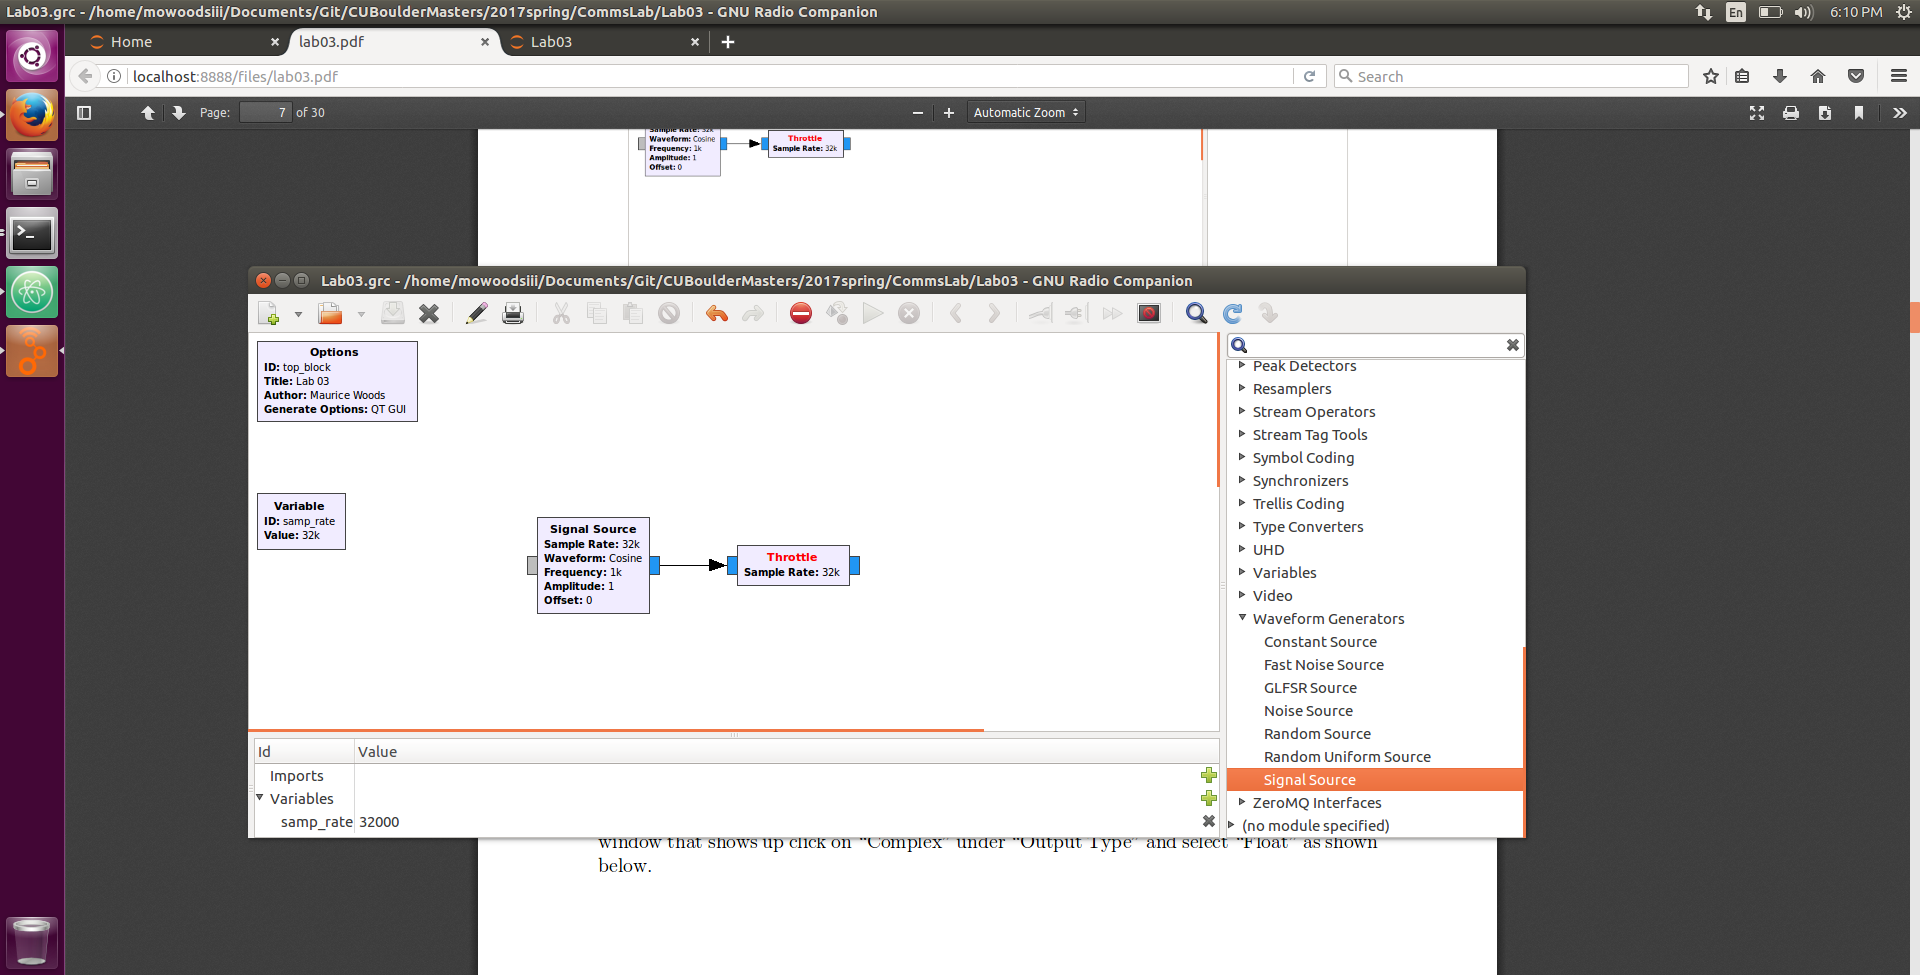 Lab03.grc - /home/mowoodsiii/Documents/Git/CUBoulderMasters/2017spring/CommsLab/Lab03 - GNU Radio Companion
En
6:10 PM
Home
lab03.pdf
Lab03
localhost:8888/files/lab03.pdf
Search
Page: 7 of 30
Automatic Zoom
Sample Rate: 32k
Waveform: Cosine
Frequency: 1k
Amplitude: 1
Offset: 0
Throttle
Sample Rate: 32k
Lab03.grc - /home/mowoodsiii/Documents/Git/CUBoulderMasters/2017spring/CommsLab/Lab03 - GNU Radio Companion
Options
ID: top_block
Title: Lab 03
Author: Maurice Woods
Generate Options: QT GUI
Variable
ID: samp_rate
Value: 32k
Signal Source
Sample Rate: 32k
Waveform: Cosine
Frequency: 1k
Amplitude: 1
Offset: 0
Throttle
Sample Rate: 32k
Peak Detectors
Resamplers
Stream Operators
Stream Tag Tools
Symbol Coding
Synchronizers
Trellis Coding
Type Converters
UHD
Variables
Video
Waveform Generators
Constant Source
Fast Noise Source
GLFSR Source
Noise Source
Random Source
Random Uniform Source
Signal Source
ZeroMQ Interfaces
(no module specified)
Id Value
Imports
Variables
samp_rate 32000
window that shows up click on “Complex” under “Output Type” and select “Float” as shown
below.